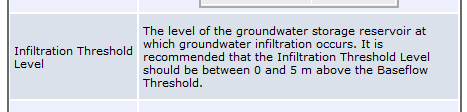 The level of the groundwater storage reservoir at
which groundwater infiltration occurs. It is
Infiltration Threshold
recommended that the Infiltration Threshold Level
Level
should be between 0 and 5 m above the Baseflow
Threshold.